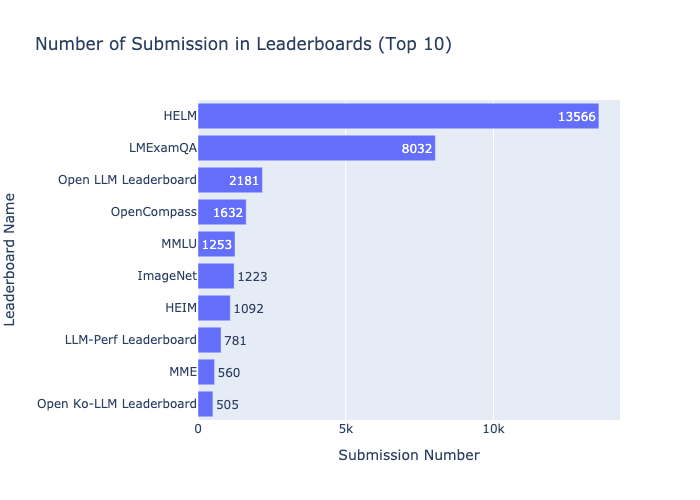 Number of Submission in Leaderboards (Top 10)
Leaderboard Name
HELM 13566
LMExamQA 8032
Open LLM Leaderboard 2181
OpenCompass 1632
MMLU 1253
ImageNet 1223
HEIM 1092
LLM-Perf Leaderboard 781
MME 560
Open Ko-LLM Leaderboard 505
0 5k 10k
Submission Number